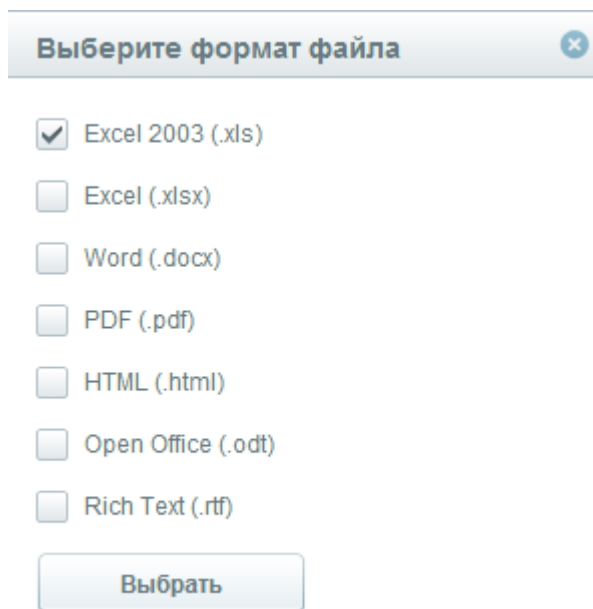 Выберите формат файла
Excel 2003 (.xls)
Excel (.xlsx)
Word (.docx)
PDF (.pdf)
HTML (.html)
Open Office (.odt)
Rich Text (.rtf)
Выбрать